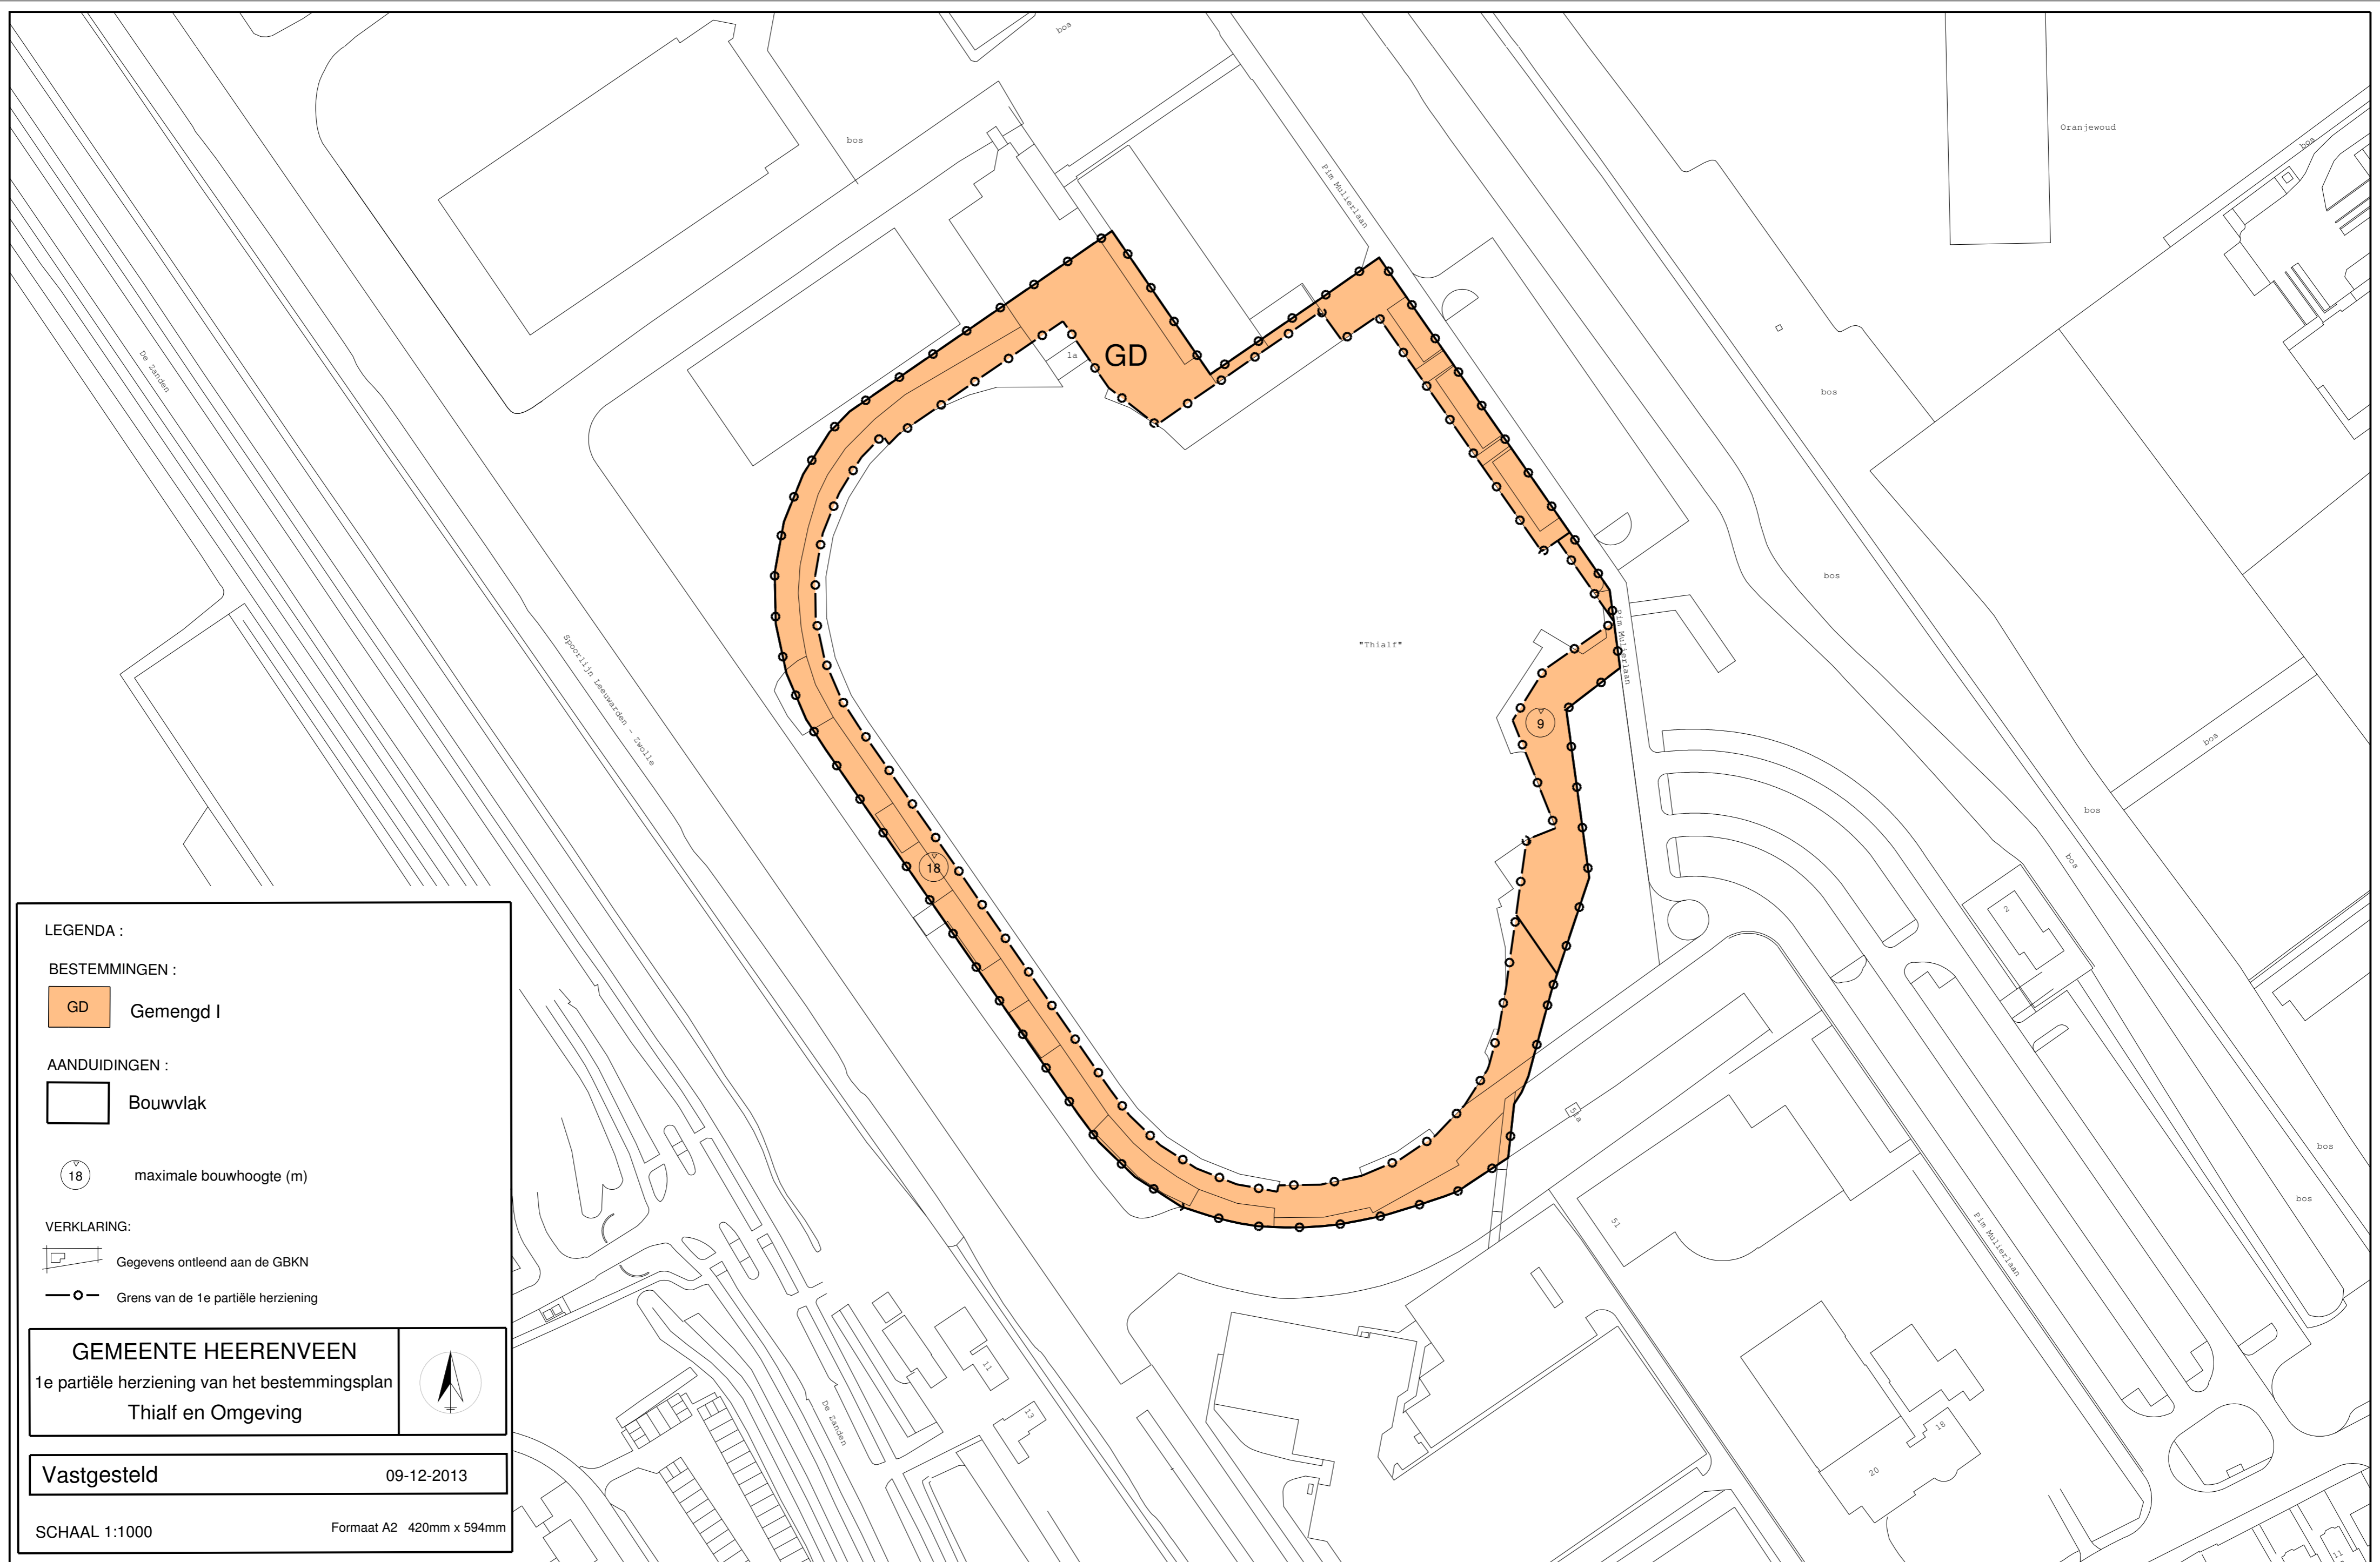 bos
bos
Pim Mulierlaan
Oranjewoud
bos
De Zanden
1a
GD
bos
bos
Spoorlijn Leeuwarden - Zwolle
"Thialf"
Pim Mulierlaan
9
bos
bos
bos
18
2
51a
51
Pim Mulierlaan
bos
bos
11
13
De Zanden
18
20
11
LEGENDA :
BESTEMMINGEN :
GD Gemengd I
AANDUIDINGEN :
Bouwvlak
18 maximale bouwhoogte (m)
VERKLARING:
Gegevens ontleend aan de GBKN
Grens van de 1e partiële herziening
GEMEENTE HEERENVEEN
1e partiële herziening van het bestemmingsplan
Thialf en Omgeving
Vastgesteld 09-12-2013
SCHAAL 1:1000 Formaat A2 420mm x 594mm